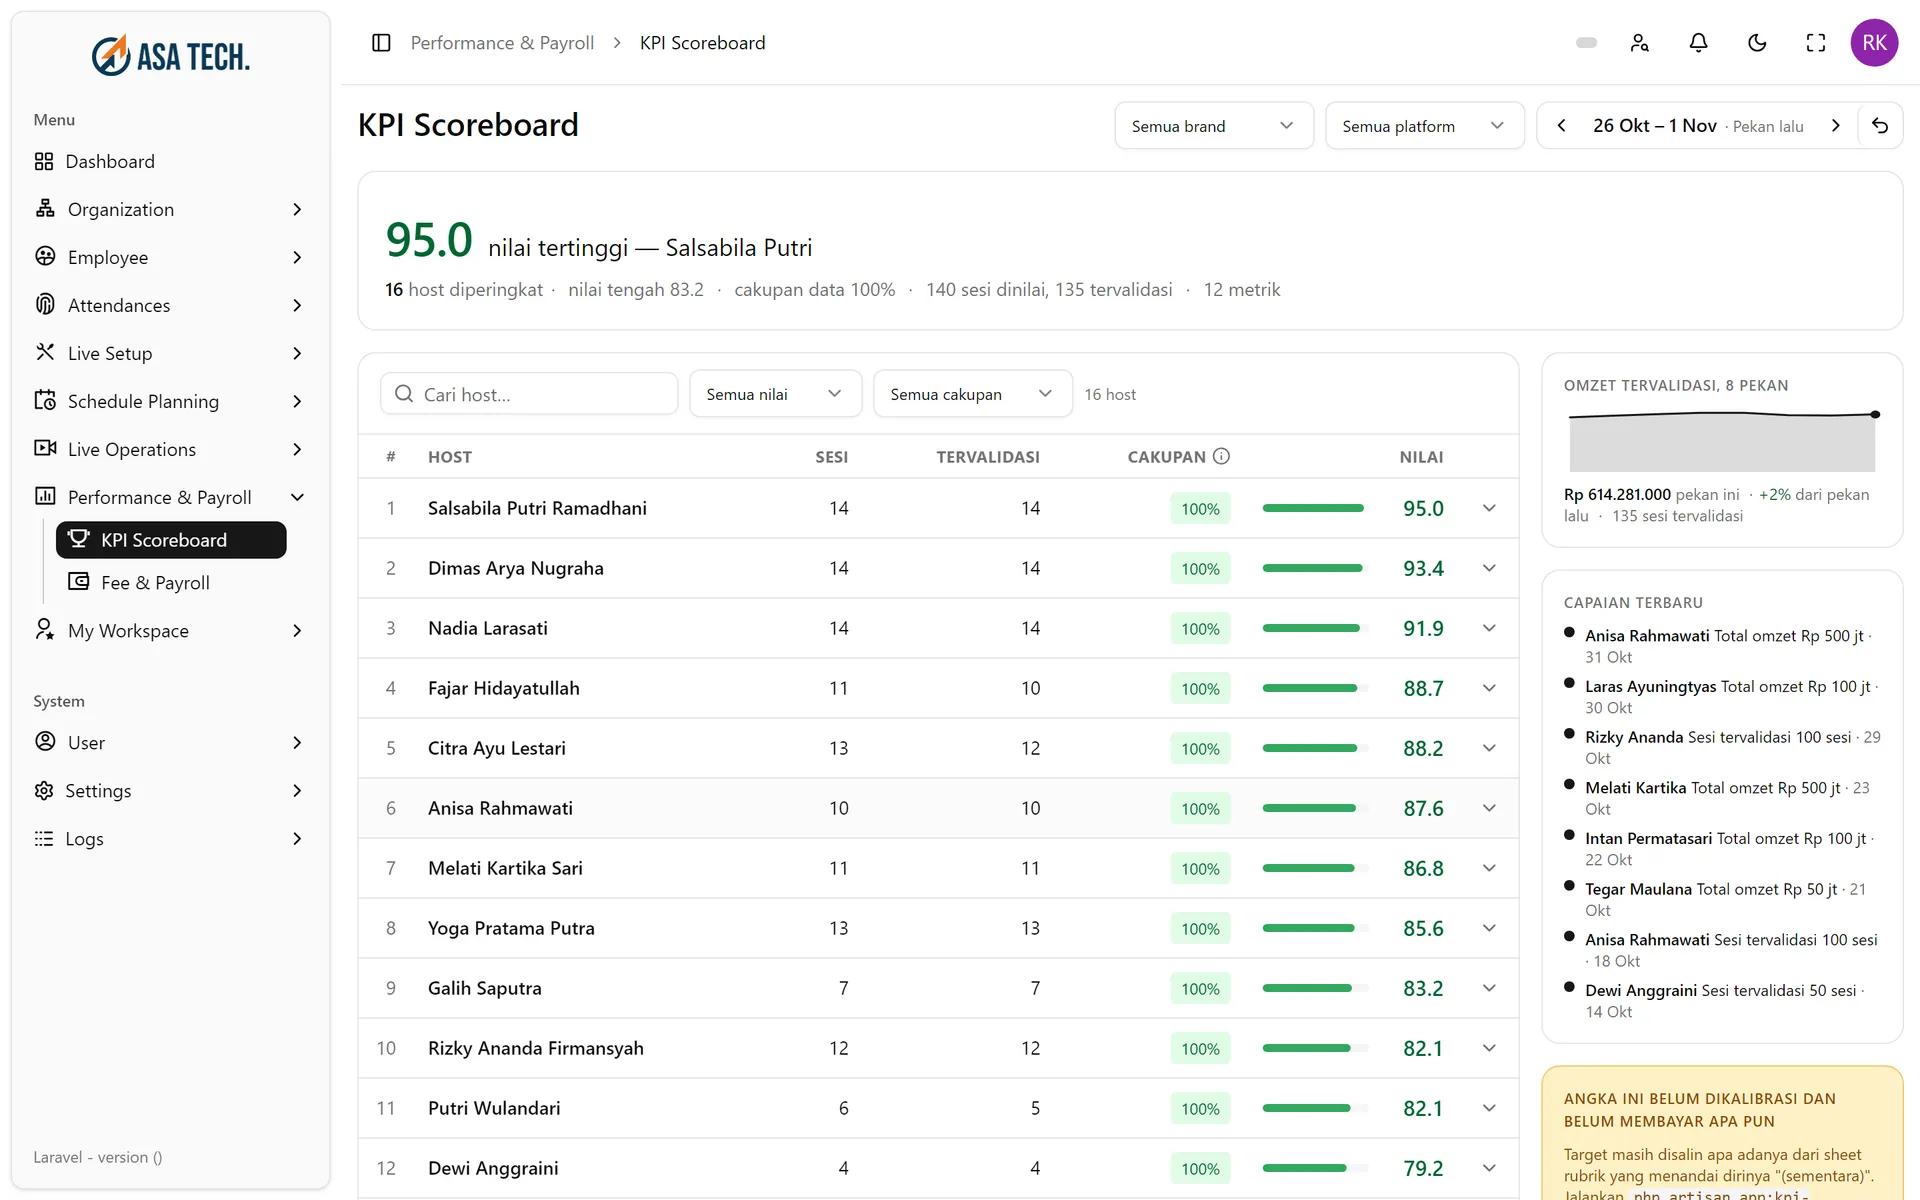 ASA TECH.
Menu
Dashboard
Organization
Employee
Attendances
Live Setup
Schedule Planning
Live Operations
Performance & Payroll
KPI Scoreboard
Fee & Payroll
My Workspace
System
User
Settings
Logs
Laravel - version ()
Performance & Payroll > KPI Scoreboard
RK
KPI Scoreboard
Semua brand
Semua platform
26 Okt – 1 Nov · Pekan lalu
95.0 nilai tertinggi — Salsabila Putri
16 host diperingkat · nilai tengah 83.2 · cakupan data 100% · 140 sesi dinilai, 135 tervalidasi · 12 metrik
Cari host...
Semua nilai
Semua cakupan
16 host
# HOST SESI TERVALIDASI CAKUPAN NILAI
1 Salsabila Putri Ramadhani 14 14 100% 95.0
2 Dimas Arya Nugraha 14 14 100% 93.4
3 Nadia Larasati 14 14 100% 91.9
4 Fajar Hidayatullah 11 10 100% 88.7
5 Citra Ayu Lestari 13 12 100% 88.2
6 Anisa Rahmawati 10 10 100% 87.6
7 Melati Kartika Sari 11 11 100% 86.8
8 Yoga Pratama Putra 13 13 100% 85.6
9 Galih Saputra 7 7 100% 83.2
10 Rizky Ananda Firmansyah 12 12 100% 82.1
11 Putri Wulandari 6 5 100% 82.1
12 Dewi Anggraini 4 4 100% 79.2
OMZET TERVALIDASI, 8 PEKAN
Rp 614.281.000 pekan ini · +2% dari pekan
lalu · 135 sesi tervalidasi
CAPAIAN TERBARU
Anisa Rahmawati Total omzet Rp 500 jt ·
31 Okt
Laras Ayuningtyas Total omzet Rp 100 jt ·
30 Okt
Rizky Ananda Sesi tervalidasi 100 sesi · 29
Okt
Melati Kartika Total omzet Rp 500 jt · 23
Okt
Intan Permatasari Total omzet Rp 100 jt ·
22 Okt
Tegar Maulana Total omzet Rp 50 jt · 21
Okt
Anisa Rahmawati Sesi tervalidasi 100 sesi
· 18 Okt
Dewi Anggraini Sesi tervalidasi 50 sesi ·
14 Okt
ANGKA INI BELUM DIKALIBRASI DAN
BELUM MEMBAYAR APA PUN
Target masih disalin apa adanya dari sheet
rubrik yang menandai dirinya "(sementara)".
Jalankan php artisan app:kpi-